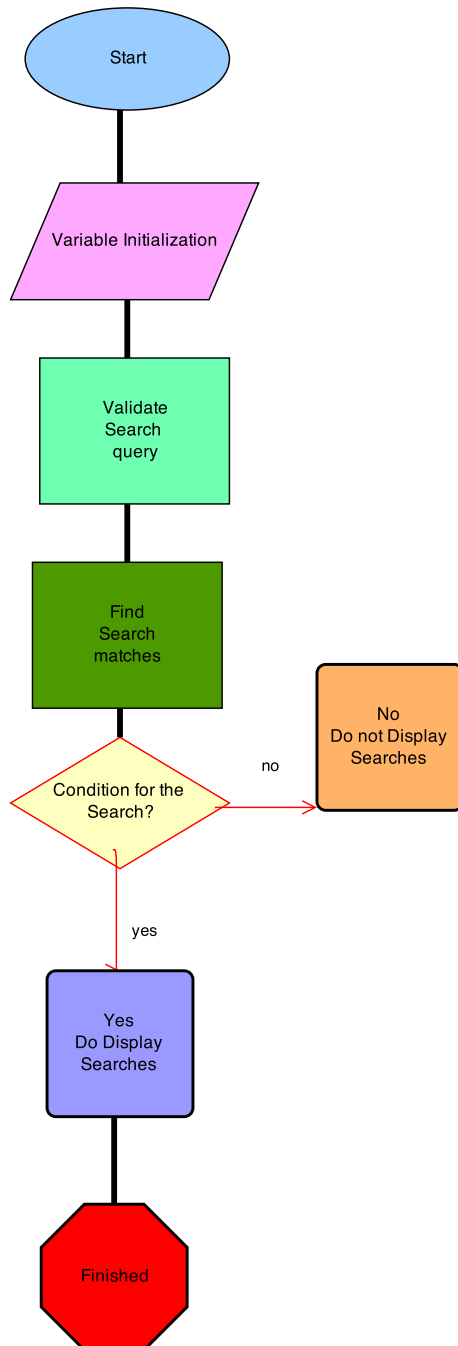 Start
Variable Initialization
Validate
Search
query
Find
Search
matches
No
Do not Display
Searches
no
Condition for the
Search?
yes
Yes
Do Display
Searches
Finished